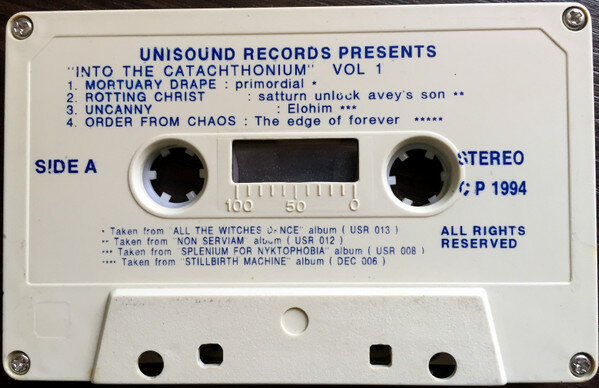 UNISOUND RECORDS PRESENTS
"INTO THE CATACHTHONIUM" VOL 1
1. MORTUARY DRAPE : primordial *
2. ROTTING CHRIST : satturn unlock avey's son **
3. UNCANNY : Elohim ***
4. ORDER FROM CHAOS : The edge of forever *****
SIDE A
STEREO
P 1994
100 50 0
* Taken from "ALL THE WITCHES album ( USR 013 )
** Taken from "NON SERVIAM" album ( USR 012 )
*** Taken from "SPLENIUM FOR NYKTOPHOBIA" album ( USR 008 )
**** Taken from "STILLBIRTH MACHINE" album ( DEC 006 )
ALL RIGHTS
RESERVED